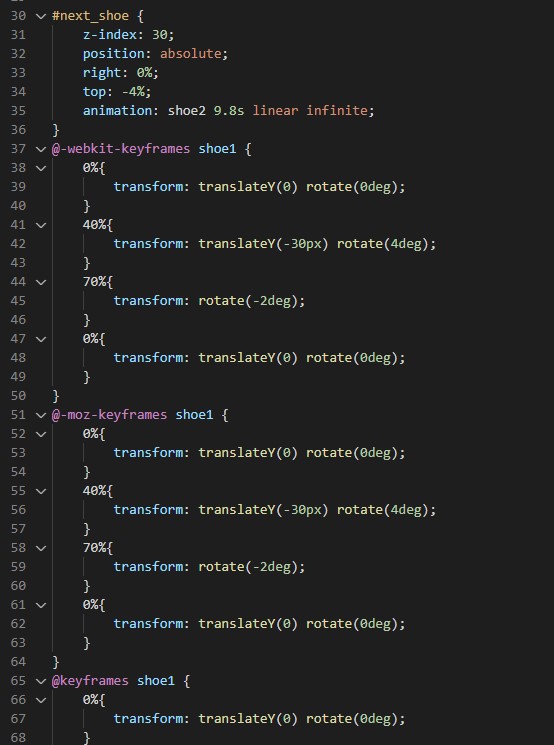 30 #next_shoe {
31     z-index: 30;
32     position: absolute;
33     right: 0%;
34     top: -4%;
35     animation: shoe2 9.8s linear infinite;
36 }
37 @-webkit-keyframes shoe1 {
38     0%{
39         transform: translateY(0) rotate(0deg);
40     }
41     40%{
42         transform: translateY(-30px) rotate(4deg);
43     }
44     70%{
45         transform: rotate(-2deg);
46     }
47     0%{
48         transform: translateY(0) rotate(0deg);
49     }
50 }
51 @-moz-keyframes shoe1 {
52     0%{
53         transform: translateY(0) rotate(0deg);
54     }
55     40%{
56         transform: translateY(-30px) rotate(4deg);
57     }
58     70%{
59         transform: rotate(-2deg);
60     }
61     0%{
62         transform: translateY(0) rotate(0deg);
63     }
64 }
65 @keyframes shoe1 {
66     0%{
67         transform: translateY(0) rotate(0deg);
68     }